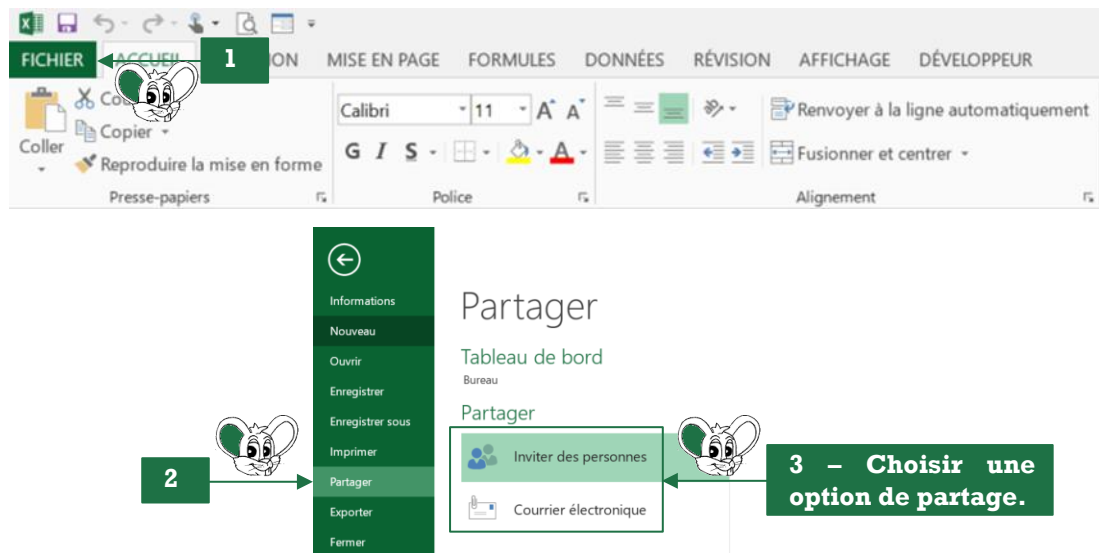 FICHIER ACCUEIL 1 ION MISE EN PAGE FORMULES DONNÉES RÉVISION AFFICHAGE DÉVELOPPEUR
Calibri 11 A A Renvoyer à la ligne automatiquement
Copier
Coller
G I S A Fusionner et centrer
Reproduire la mise en forme
Presse-papiers Police Alignement
Informations
Partager
Nouveau
Ouvrir
Tableau de bord
Bureau
Enregistrer
Enregistrer sous
Partager
Imprimer
Inviter des personnes
2
Partager
3 – Choisir une
option de partage.
Exporter
Courrier électronique
Fermer